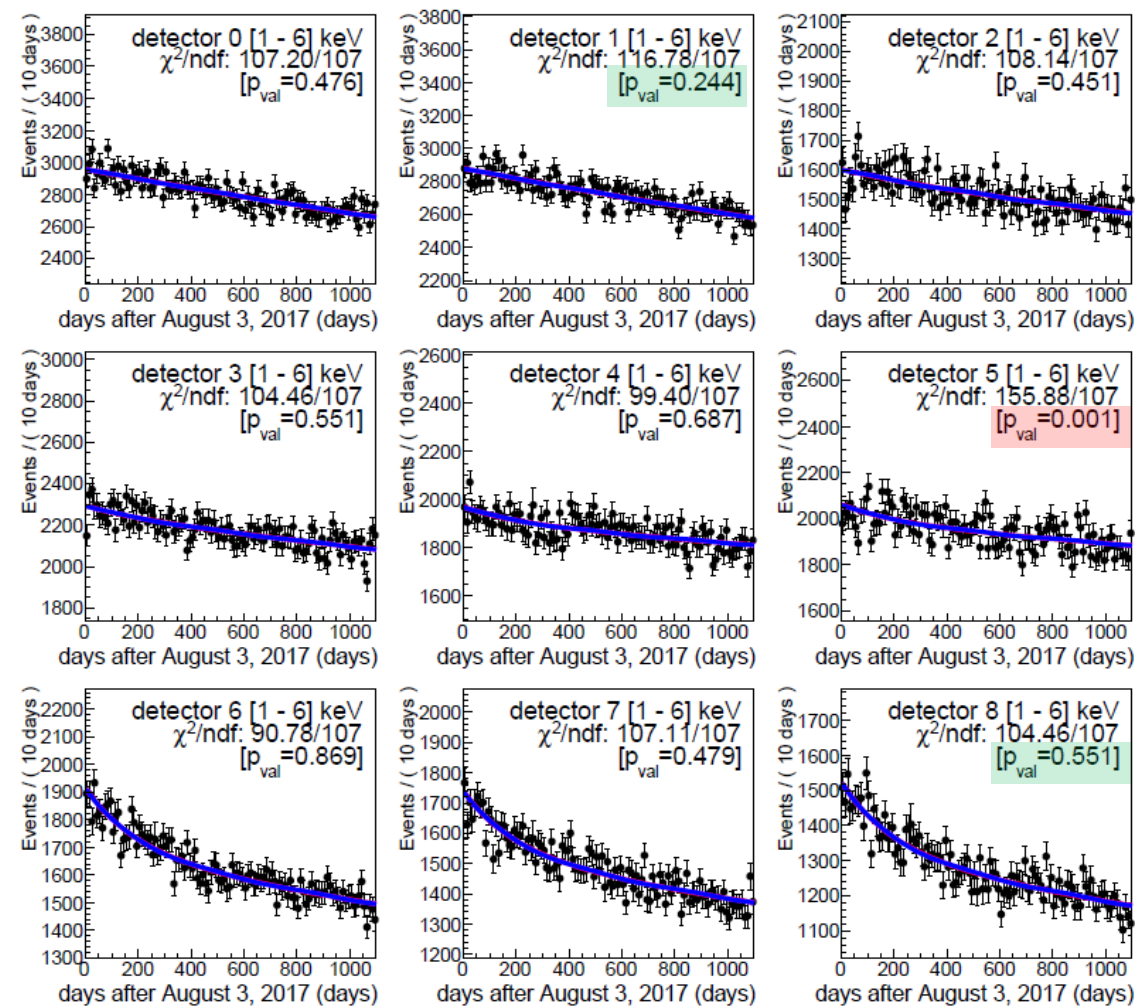 detector 0 [1 - 6] keV
χ²/ndf: 107.20/107
[p_val=0.476]
Events / ( 10 days )
3800
3600
3400
3200
3000
2800
2600
2400
0 200 400 600 800 1000
days after August 3, 2017 (days)
detector 1 [1 - 6] keV
χ²/ndf: 116.78/107
[p_val=0.244]
Events / ( 10 days )
3800
3600
3400
3200
3000
2800
2600
2400
2200
0 200 400 600 800 1000
days after August 3, 2017 (days)
detector 2 [1 - 6] keV
χ²/ndf: 108.14/107
[p_val=0.451]
Events / ( 10 days )
2100
2000
1900
1800
1700
1600
1500
1400
1300
0 200 400 600 800 1000
days after August 3, 2017 (days)
detector 3 [1 - 6] keV
χ²/ndf: 104.46/107
[p_val=0.551]
Events / ( 10 days )
3000
2800
2600
2400
2200
2000
1800
0 200 400 600 800 1000
days after August 3, 2017 (days)
detector 4 [1 - 6] keV
χ²/ndf: 99.40/107
[p_val=0.687]
Events / ( 10 days )
2600
2400
2200
2000
1800
1600
0 200 400 600 800 1000
days after August 3, 2017 (days)
detector 5 [1 - 6] keV
χ²/ndf: 155.88/107
[p_val=0.001]
Events / ( 10 days )
2600
2400
2200
2000
1800
1600
0 200 400 600 800 1000
days after August 3, 2017 (days)
detector 6 [1 - 6] keV
χ²/ndf: 90.78/107
[p_val=0.869]
Events / ( 10 days )
2200
2100
2000
1900
1800
1700
1600
1500
1400
1300
0 200 400 600 800 1000
days after August 3, 2017 (days)
detector 7 [1 - 6] keV
χ²/ndf: 107.11/107
[p_val=0.479]
Events / ( 10 days )
2000
1900
1800
1700
1600
1500
1400
1300
1200
0 200 400 600 800 1000
days after August 3, 2017 (days)
detector 8 [1 - 6] keV
χ²/ndf: 104.46/107
[p_val=0.551]
Events / ( 10 days )
1700
1600
1500
1400
1300
1200
1100
0 200 400 600 800 1000
days after August 3, 2017 (days)